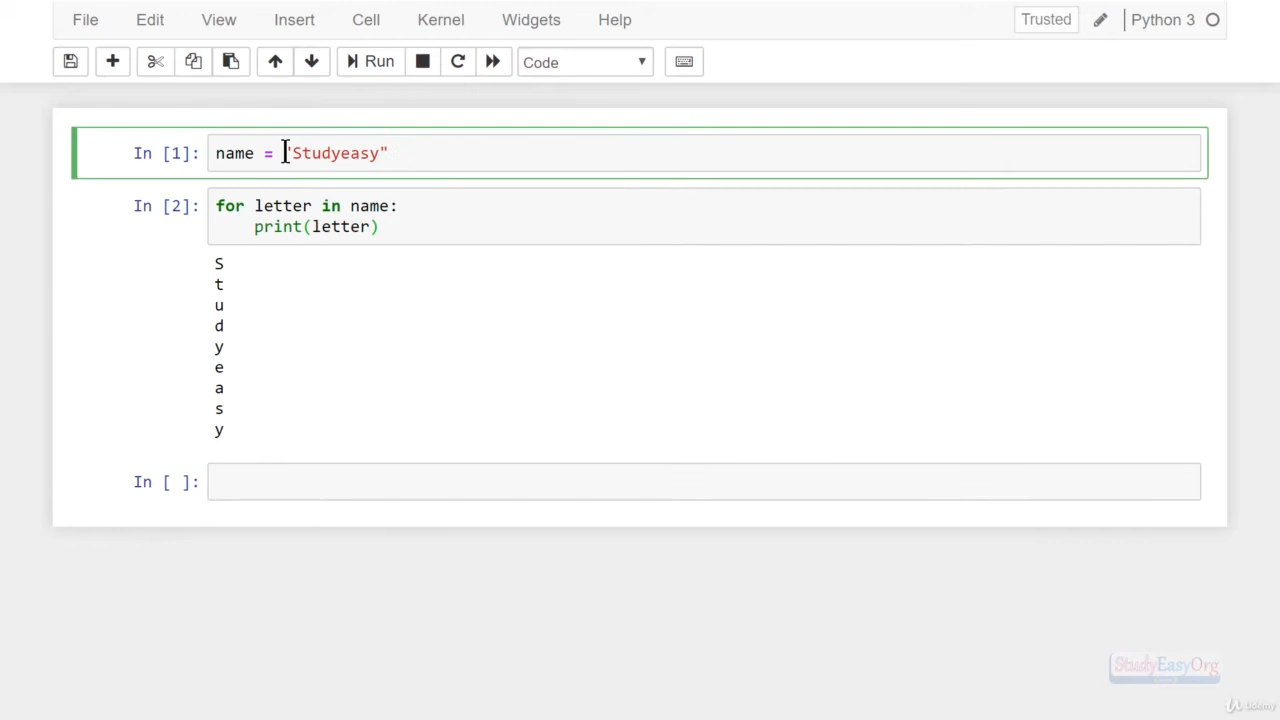 File Edit View Insert Cell Kernel Widgets Help Trusted Python 3
Run Code
In [1]: name = "Studyeasy"
In [2]: for letter in name:
print(letter)
S
t
u
d
y
e
a
s
y
In [ ]:
StudyEasyOrg
Udemy